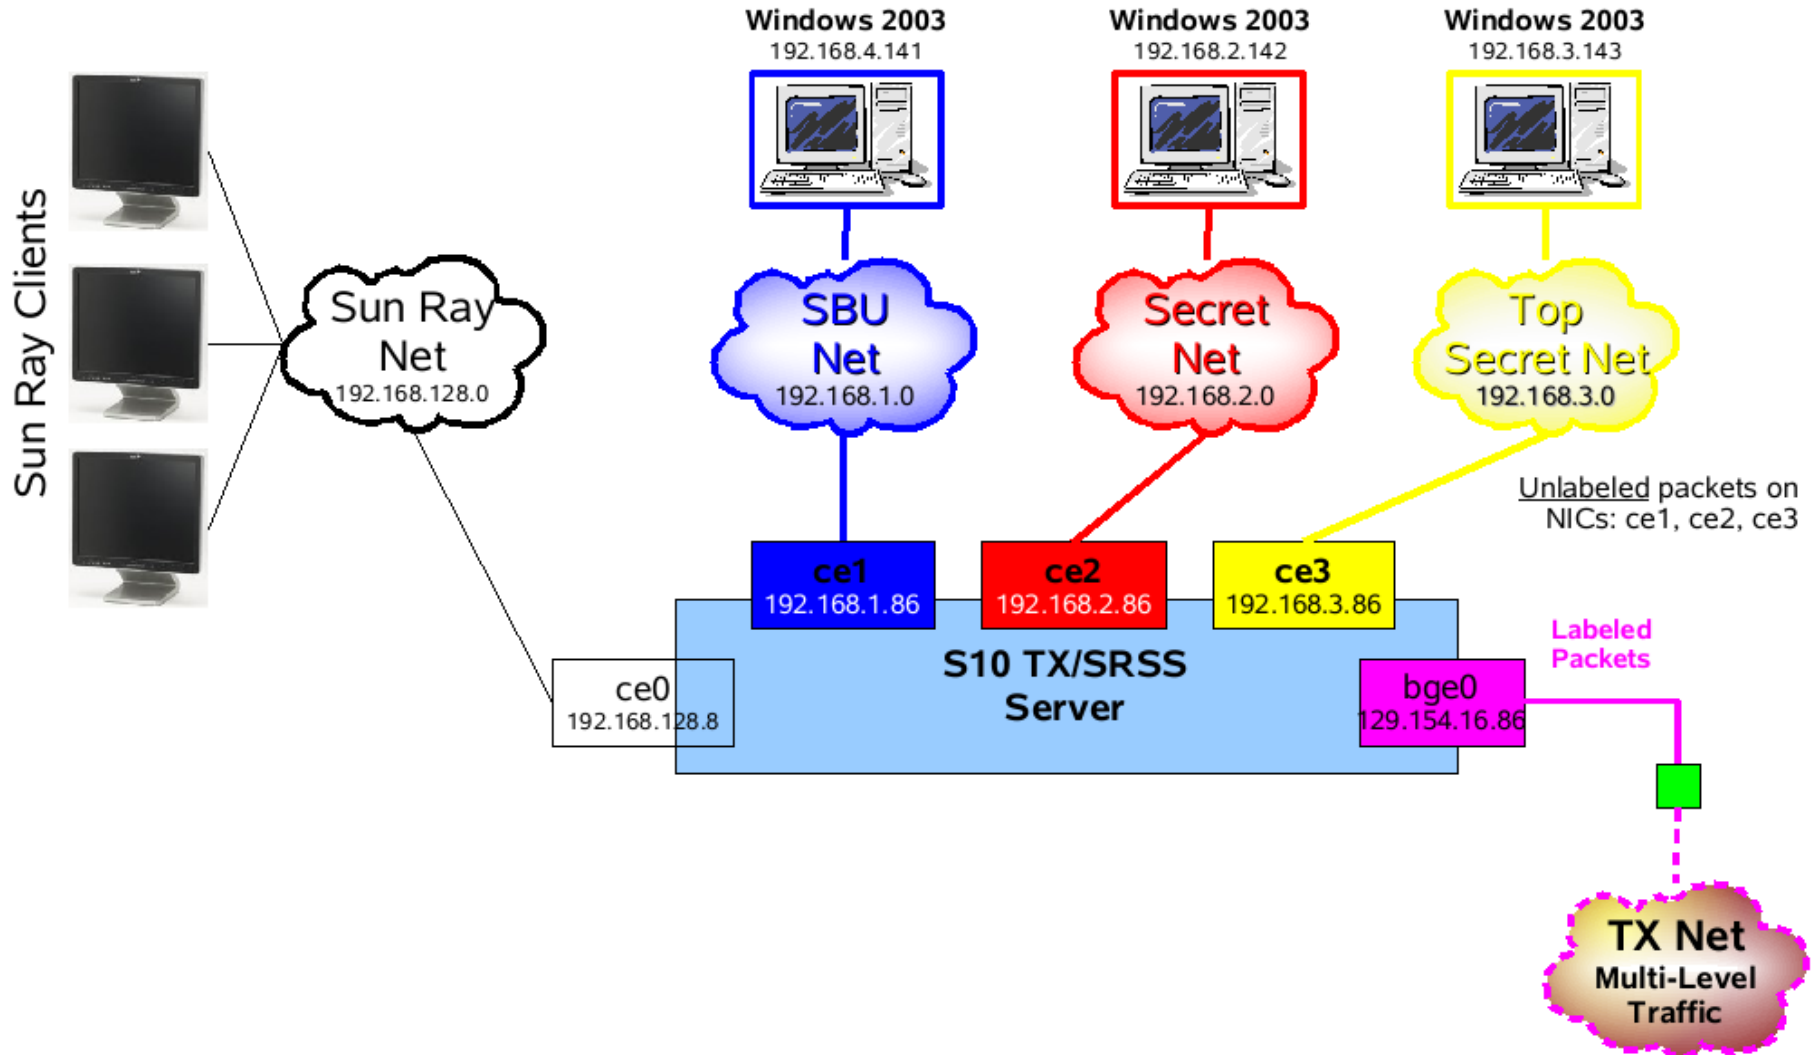 Windows 2003
192.168.4.141
Windows 2003
192.168.2.142
Windows 2003
192.168.3.143
Sun Ray Clients
Sun Ray
Net
192.168.128.0
SBU
Net
192.168.1.0
Secret
Net
192.168.2.0
Top
Secret Net
192.168.3.0
Unlabeled packets on
NICs: ce1, ce2, ce3
ce1
192.168.1.86
ce2
192.168.2.86
ce3
192.168.3.86
S10 TX/SRSS
Server
ce0
192.168.128.8
bge0
129.154.16.86
Labeled
Packets
TX Net
Multi-Level
Traffic